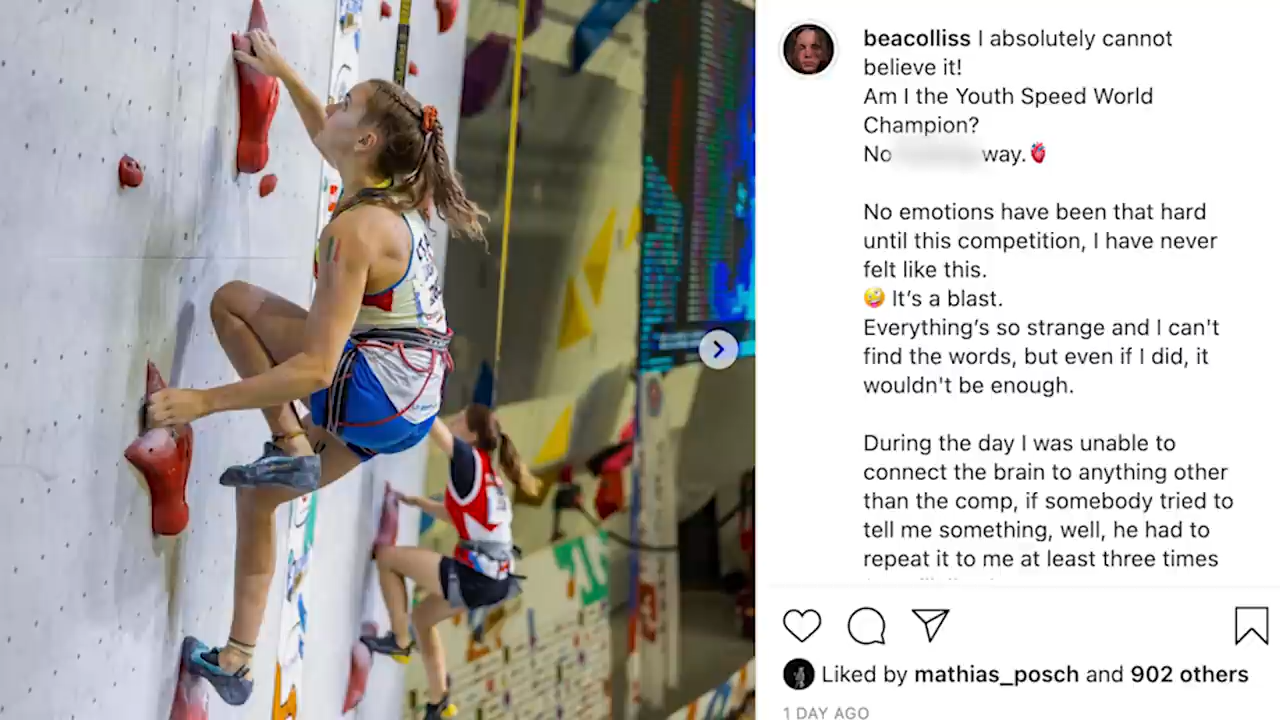 beacolliss I absolutely cannot
believe it!
Am I the Youth Speed World
Champion?
No way.🫀
No emotions have been that hard
until this competition, I have never
felt like this.
🤪 It’s a blast.
Everything’s so strange and I can't
find the words, but even if I did, it
wouldn't be enough.
During the day I was unable to
connect the brain to anything other
than the comp, if somebody tried to
tell me something, well, he had to
repeat it to me at least three times
Liked by mathias_posch and 902 others
1 DAY AGO